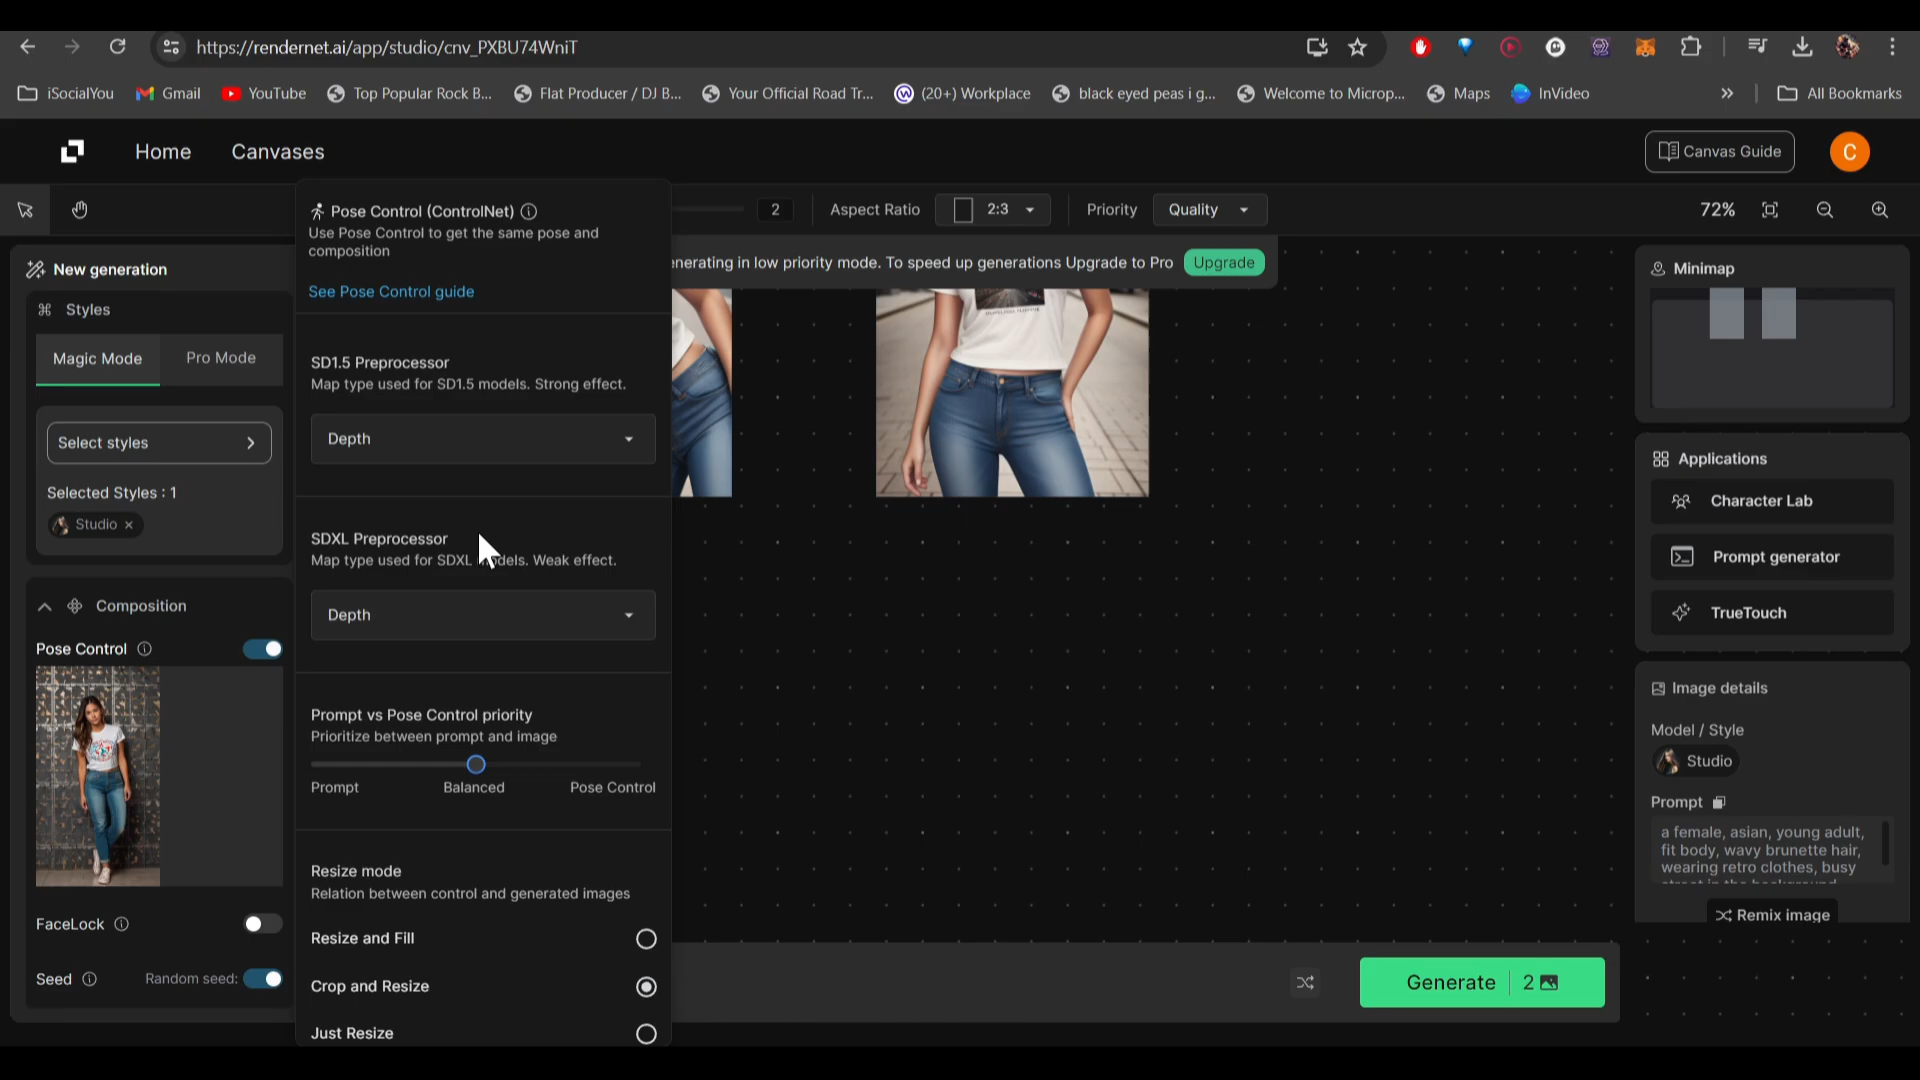 https://rendernet.ai/app/studio/cnv_PXBU74WniT
iSocialYou
Gmail
YouTube
Top Popular Rock B...
Flat Producer / DJ B...
Your Official Road Tr...
(20+) Workplace
black eyed peas i g...
Welcome to Microp...
Maps
InVideo
All Bookmarks
Home
Canvases
Canvas Guide
C
Pose Control (ControlNet)
Use Pose Control to get the same pose and
composition
See Pose Control guide
2
Aspect Ratio
2:3
Priority
Quality
72%
enerating in low priority mode. To speed up generations Upgrade to Pro
Upgrade
New generation
Styles
Magic Mode
Pro Mode
Select styles
Selected Styles : 1
Studio
Composition
Pose Control
FaceLock
Seed
Random seed:
SD1.5 Preprocessor
Map type used for SD1.5 models. Strong effect.
Depth
SDXL Preprocessor
Map type used for SDXL models. Weak effect.
Depth
Prompt vs Pose Control priority
Prioritize between prompt and image
Prompt
Balanced
Pose Control
Resize mode
Relation between control and generated images
Resize and Fill
Crop and Resize
Just Resize
Generate
2
Minimap
Applications
Character Lab
Prompt generator
TrueTouch
Image details
Model / Style
Studio
Prompt
a female, asian, young adult,
fit body, wavy brunette hair,
wearing retro clothes, busy
street in the background
Remix image